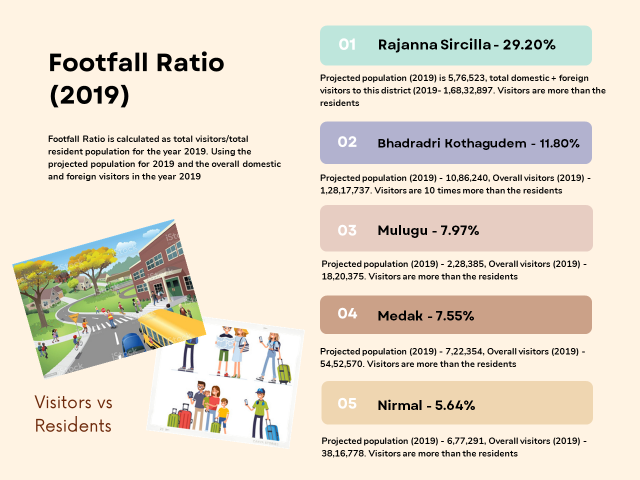 Footfall Ratio
(2019)
Footfall Ratio is calculated as total visitors/total
resident population for the year 2019. Using the
projected population for 2019 and the overall domestic
and foreign visitors in the year 2019
Visitors vs
Residents
01 Rajanna Sircilla - 29.20%
Projected population (2019) is 5,76,523, total domestic + foreign
visitors to this district (2019- 1,68,32,897. Visitors are more than the
residents
02 Bhadradri Kothagudem - 11.80%
Projected population (2019) - 10,86,240, Overall visitors (2019) -
1,28,17,737. Visitors are 10 times more than the residents
03 Mulugu - 7.97%
Projected population (2019) - 2,28,385, Overall visitors (2019) -
18,20,375. Visitors are more than the residents
04 Medak - 7.55%
Projected population (2019) - 7,22,354, Overall visitors (2019) -
54,52,570. Visitors are more than the residents
05 Nirmal - 5.64%
Projected population (2019) - 6,77,291, Overall visitors (2019) -
38,16,778. Visitors are more than the residents